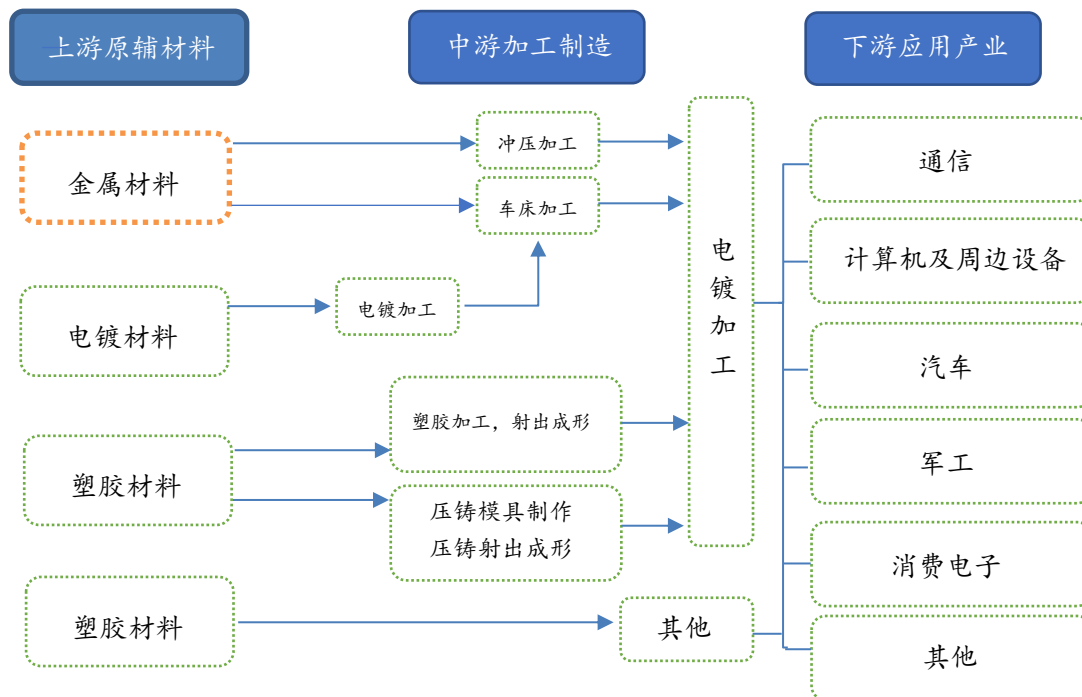 上游原辅材料
中游加工制造
下游应用产业
金属材料
冲压加工
车床加工
电镀材料
电镀加工
塑胶材料
塑胶加工，射出成形
压铸模具制作
压铸射出成形
塑胶材料
其他
电镀加工
通信
计算机及周边设备
汽车
军工
消费电子
其他